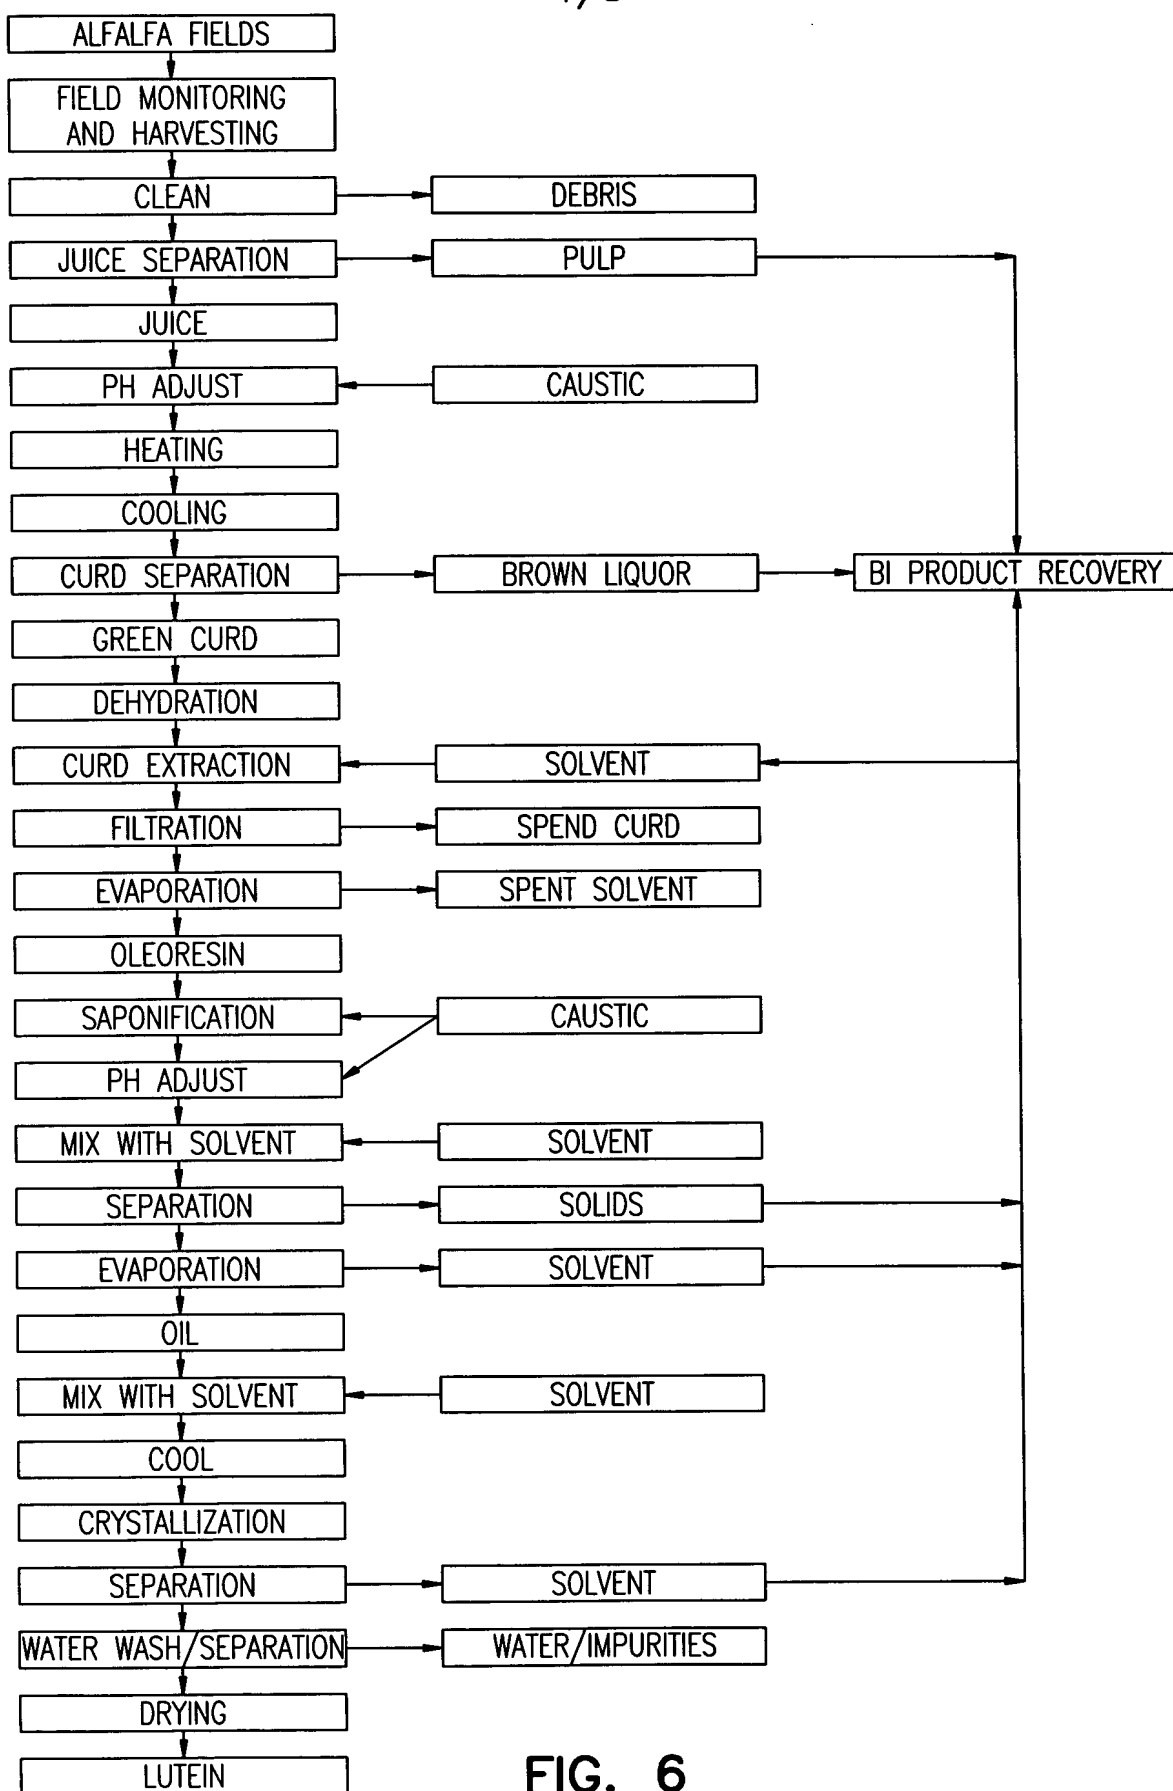 ALFALFA FIELDS
FIELD MONITORING
AND HARVESTING
CLEAN
DEBRIS
JUICE SEPARATION
PULP
JUICE
PH ADJUST
CAUSTIC
HEATING
COOLING
CURD SEPARATION
BROWN LIQUOR
BI PRODUCT RECOVERY
GREEN CURD
DEHYDRATION
CURD EXTRACTION
SOLVENT
FILTRATION
SPEND CURD
EVAPORATION
SPENT SOLVENT
OLEORESIN
SAPONIFICATION
CAUSTIC
PH ADJUST
MIX WITH SOLVENT
SOLVENT
SEPARATION
SOLIDS
EVAPORATION
SOLVENT
OIL
MIX WITH SOLVENT
SOLVENT
COOL
CRYSTALLIZATION
SEPARATION
SOLVENT
WATER WASH/SEPARATION
WATER/IMPURITIES
DRYING
LUTEIN
FIG. 6